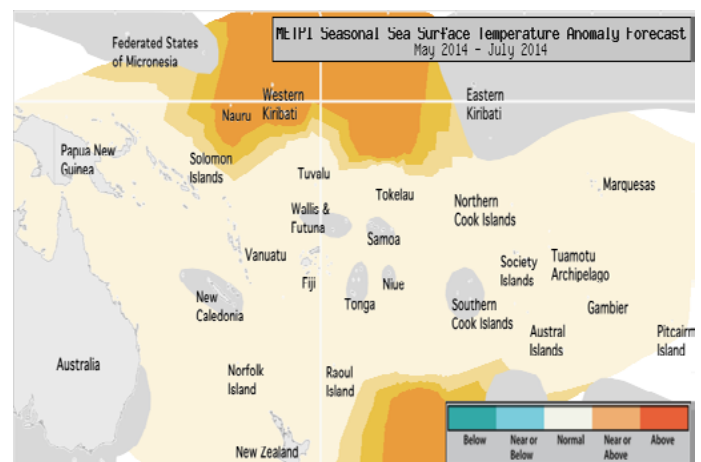 METPI Seasonal Sea Surface Temperature Anomaly Forecast
May 2014 - July 2014
Federated States
of Micronesia
Western
Kiribati
Nauru
Eastern
Kiribati
Papua New
Guinea
Solomon
Islands
Tuvalu
Tokelau
Marquesas
Wallis &
Futuna
Northern
Cook Islands
Samoa
Vanuatu
Fiji
Tonga
Niue
Society
Islands
Tuamotu
Archipelago
New
Caledonia
Southern
Cook Islands
Gambier
Austral
Islands
Pitcairn
Island
Australia
Norfolk
Island
Raoul
Island
New Zealand
Below
Near or
Below
Normal
Near or
Above
Above